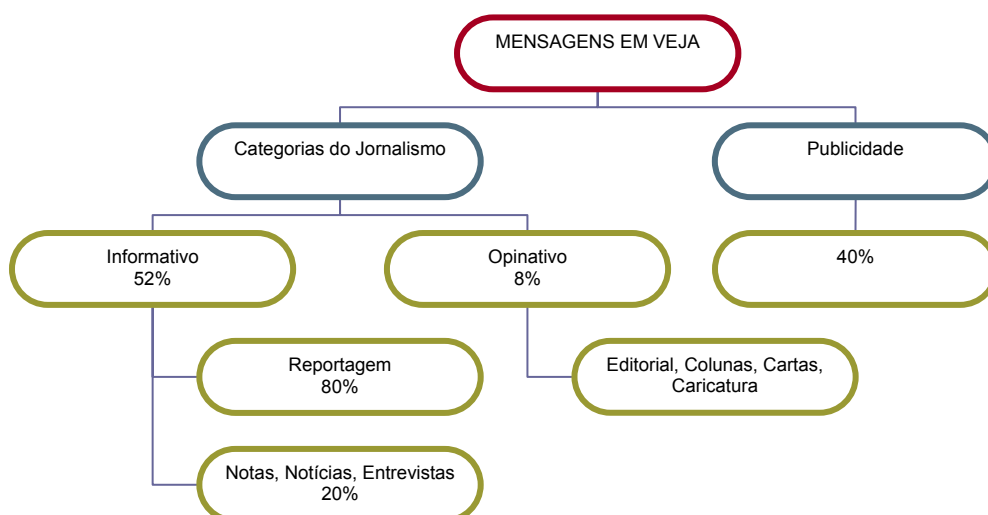 MENSAGENS EM VEJA
Categorias do Jornalismo
Publicidade
Informativo
52%
Opinativo
8%
40%
Reportagem
80%
Editorial, Colunas, Cartas,
Caricatura
Notas, Notícias, Entrevistas
20%